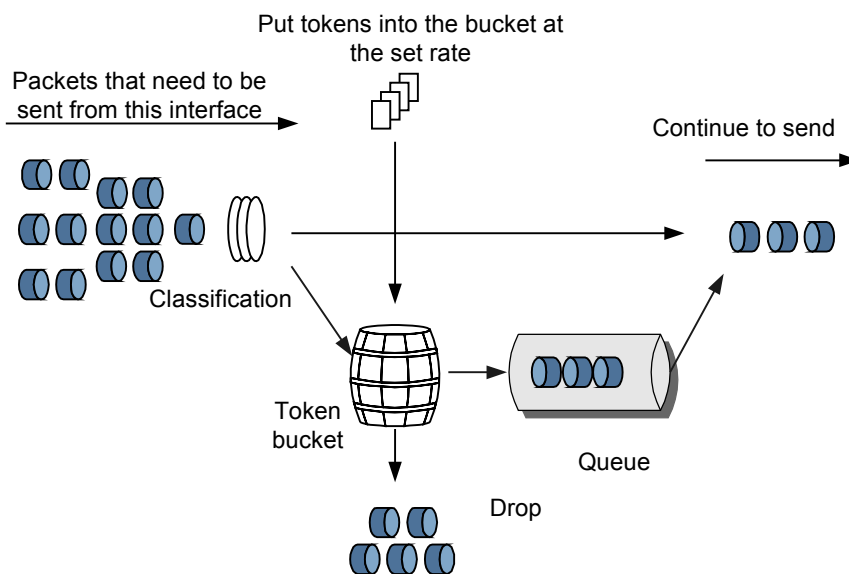 Put tokens into the bucket at
the set rate
Packets that need to be
sent from this interface
Continue to send
Classification
Token
bucket
Queue
Drop